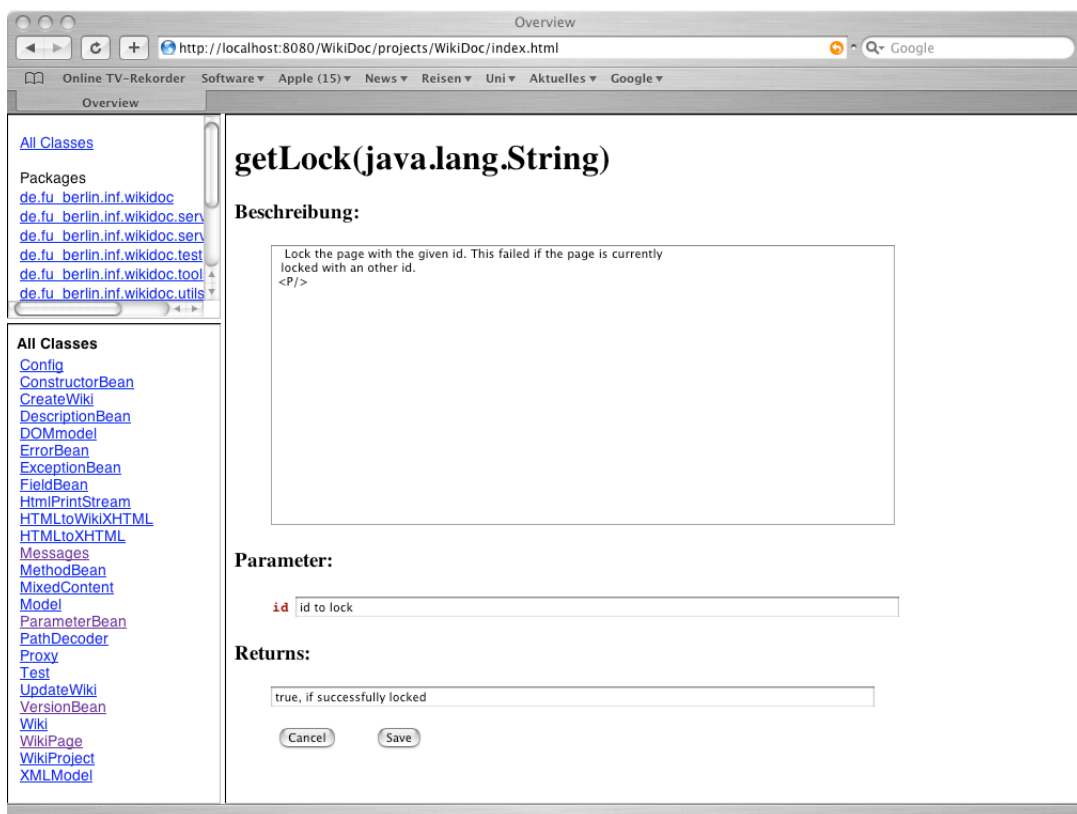 Overview
http://localhost:8080/WikiDoc/projects/WikiDoc/index.html
Google
Online TV-Rekorder Software Apple (15) News Reisen Uni Aktuelles Google
Overview
All Classes
Packages
de.fu_berlin.inf.wikidoc
de.fu_berlin.inf.wikidoc.serv
de.fu_berlin.inf.wikidoc.serv
de.fu_berlin.inf.wikidoc.test
de.fu_berlin.inf.wikidoc.tool
de.fu_berlin.inf.wikidoc.utils
All Classes
Config
ConstructorBean
CreateWiki
DescriptionBean
DOMmodel
ErrorBean
ExceptionBean
FieldBean
HtmlPrintStream
HTMLtoWikiXHTML
HTMLtoXHTML
Messages
MethodBean
MixedContent
Model
ParameterBean
PathDecoder
Proxy
Test
UpdateWiki
VersionBean
Wiki
WikiPage
WikiProject
XMLModel
getLock(java.lang.String)
Beschreibung:
Lock the page with the given id. This failed if the page is currently
locked with an other id.
<P/>
Parameter:
id id to lock
Returns:
true, if successfully locked
Cancel Save